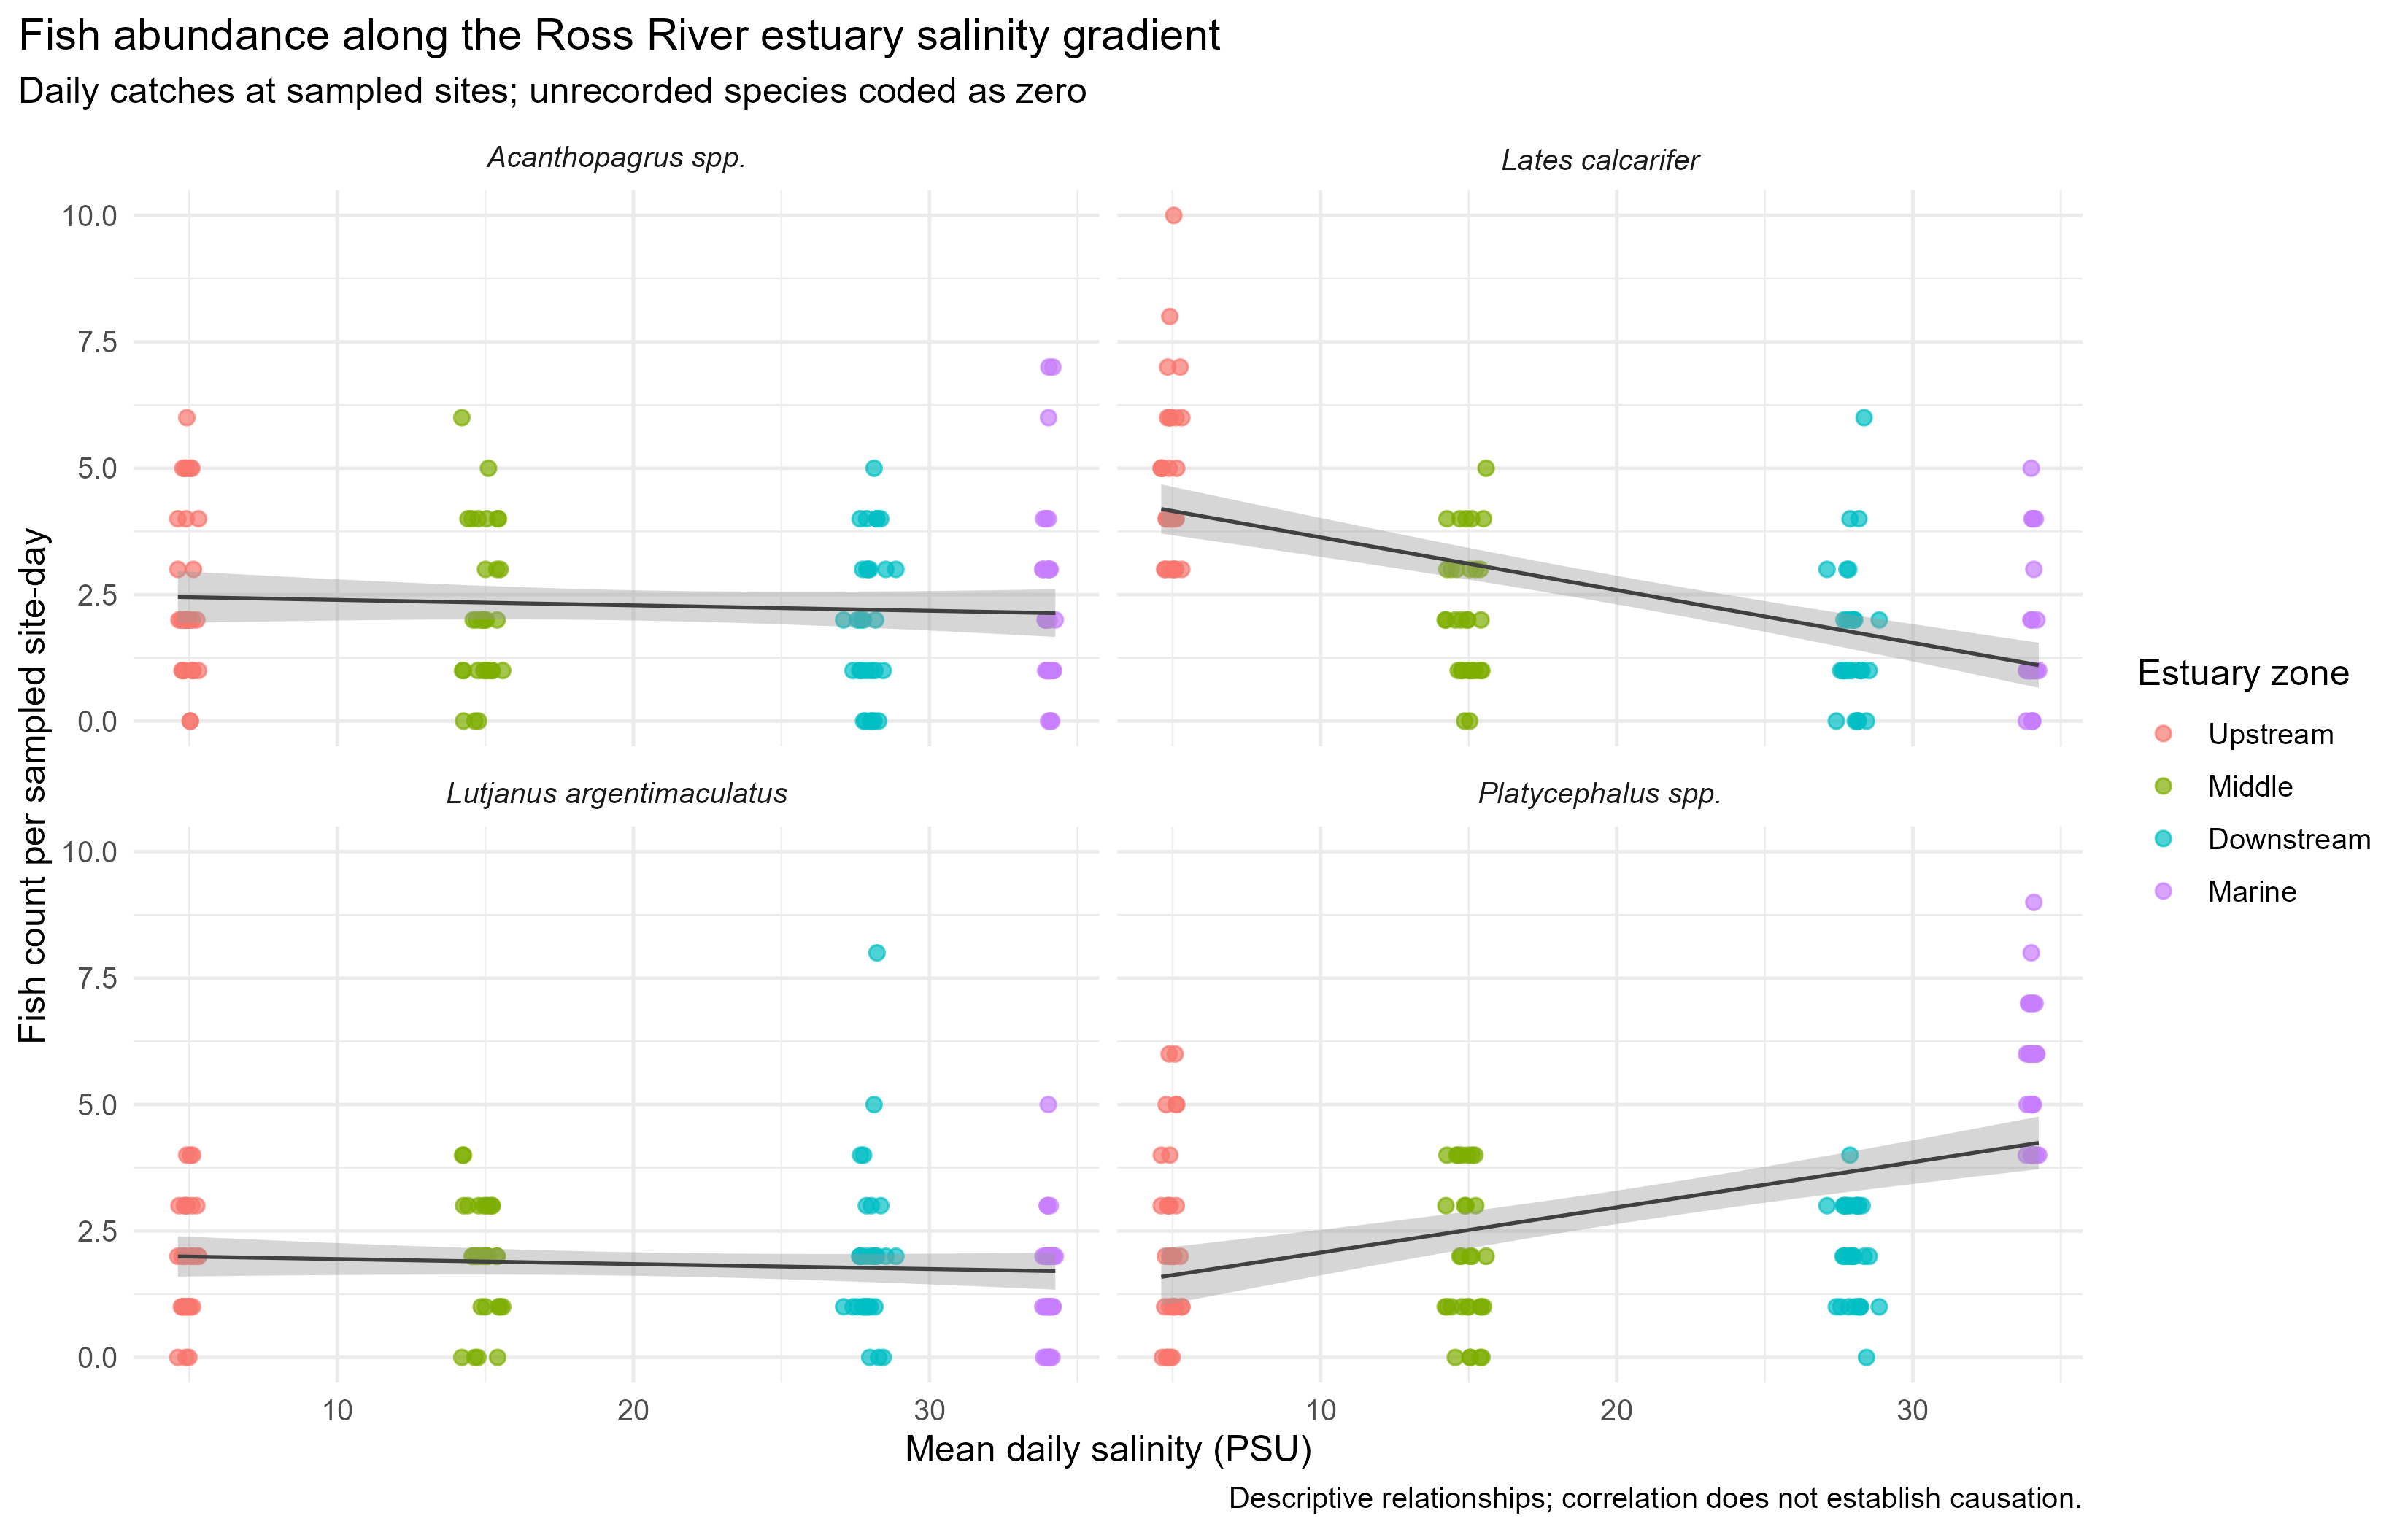 Fish abundance along the Ross River estuary salinity gradient
Daily catches at sampled sites; unrecorded species coded as zero
Acanthopagrus spp.
Lates calcarifer
10.0
7.5
5.0
2.5
0.0
Lutjanus argentimaculatus
Platycephalus spp.
10.0
7.5
5.0
2.5
0.0
10 20 30
10 20 30
Fish count per sampled site-day
Mean daily salinity (PSU)
Estuary zone
Upstream
Middle
Downstream
Marine
Descriptive relationships; correlation does not establish causation.